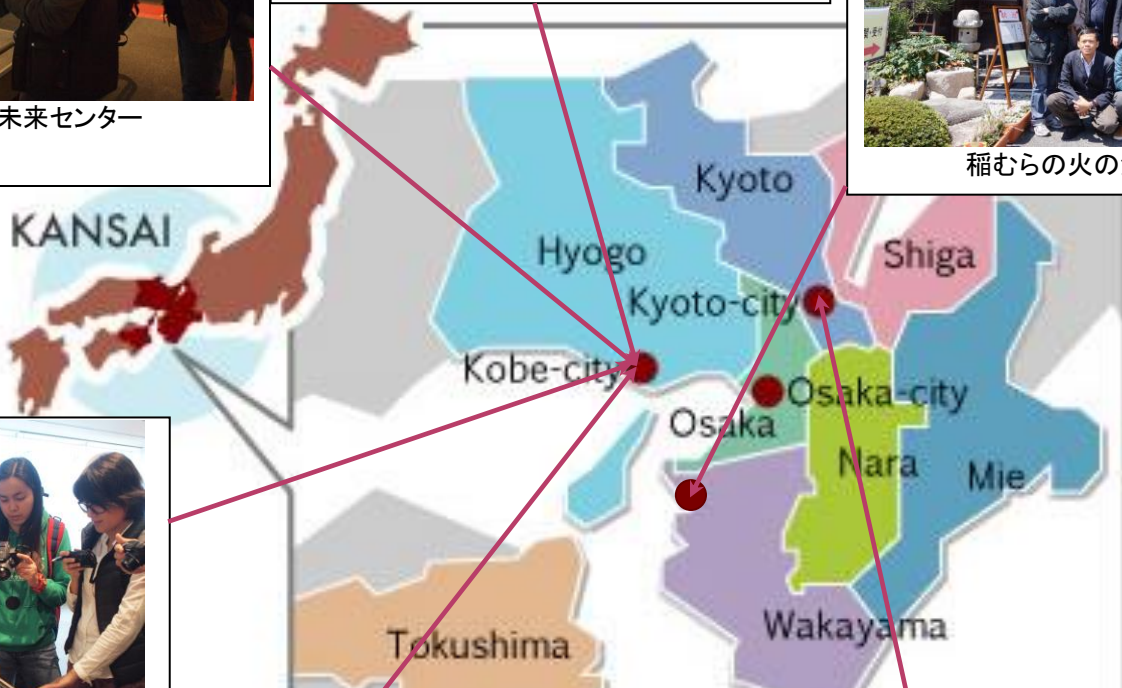 未来センター
稲むらの火の
KANSAI
Kyoto
Hyogo
Shiga
Kyoto-city
Kobe-city
Osaka-city
Osaka
Nara
Mie
Wakayama
Tokushima